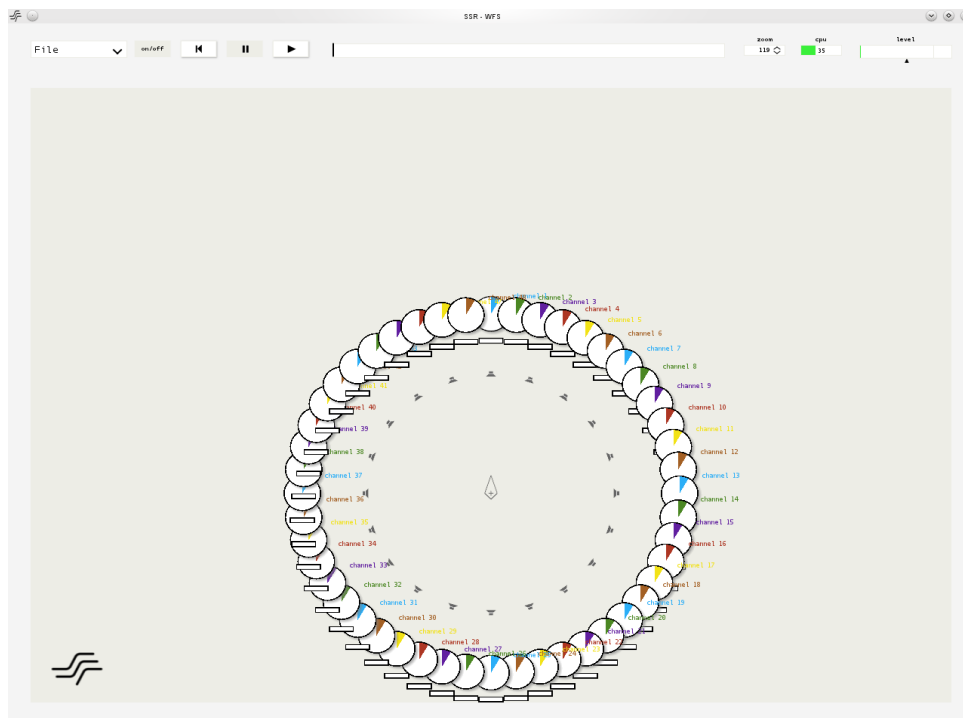 SSR - WFS
File
on/off
zoom
119
cpu
35
level
channel 2
channel 3
channel 4
channel 5
channel 6
channel 7
channel 8
channel 9
channel 10
channel 11
channel 12
channel 13
channel 14
channel 15
channel 16
channel 17
channel 18
channel 19
channel 20
channel 27
channel 28
channel 29
channel 30
channel 31
channel 32
channel 33
channel 34
channel 35
channel 36
channel 37
channel 38
channel 39
channel 40